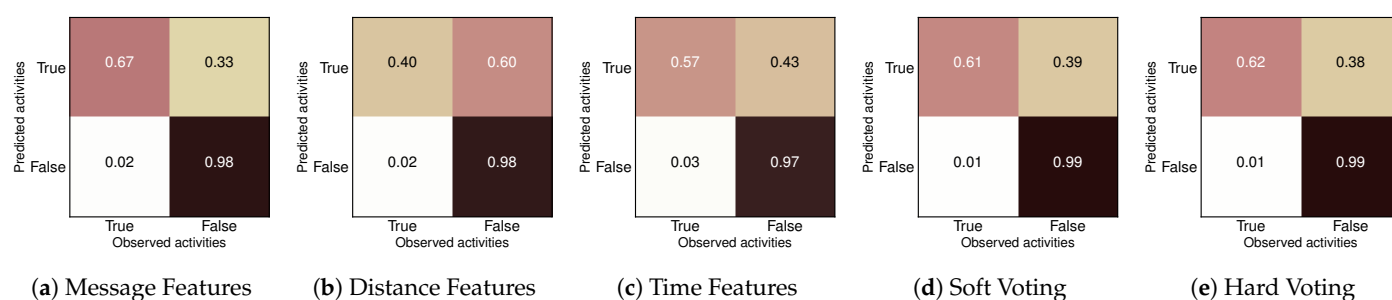 Predicted activities
True
False
0.67 0.33
0.02 0.98
True False
Observed activities
(a) Message Features
Predicted activities
True
False
0.40 0.60
0.02 0.98
True False
Observed activities
(b) Distance Features
Predicted activities
True
False
0.57 0.43
0.03 0.97
True False
Observed activities
(c) Time Features
Predicted activities
True
False
0.61 0.39
0.01 0.99
True False
Observed activities
(d) Soft Voting
Predicted activities
True
False
0.62 0.38
0.01 0.99
True False
Observed activities
(e) Hard Voting